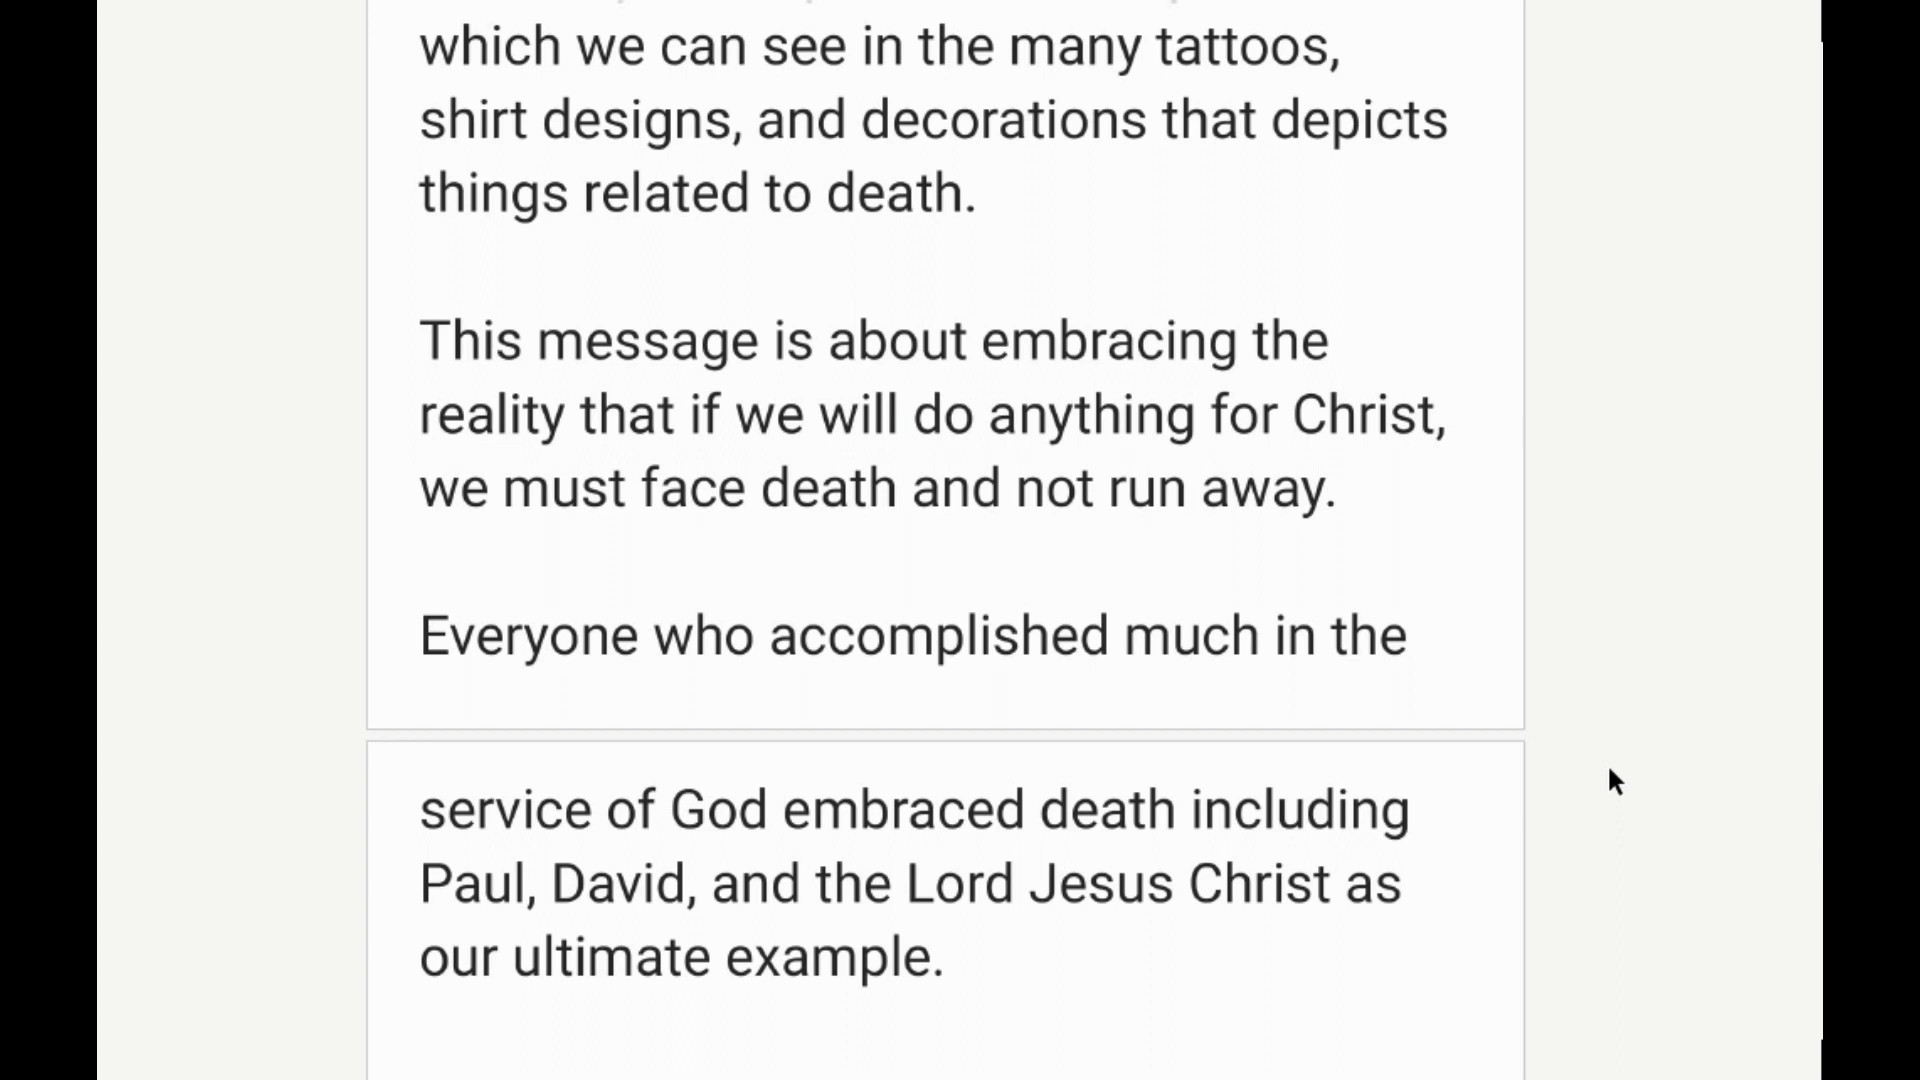 which we can see in the many tattoos,
shirt designs, and decorations that depicts
things related to death.
This message is about embracing the
reality that if we will do anything for Christ,
we must face death and not run away.
Everyone who accomplished much in the
service of God embraced death including
Paul, David, and the Lord Jesus Christ as
our ultimate example.